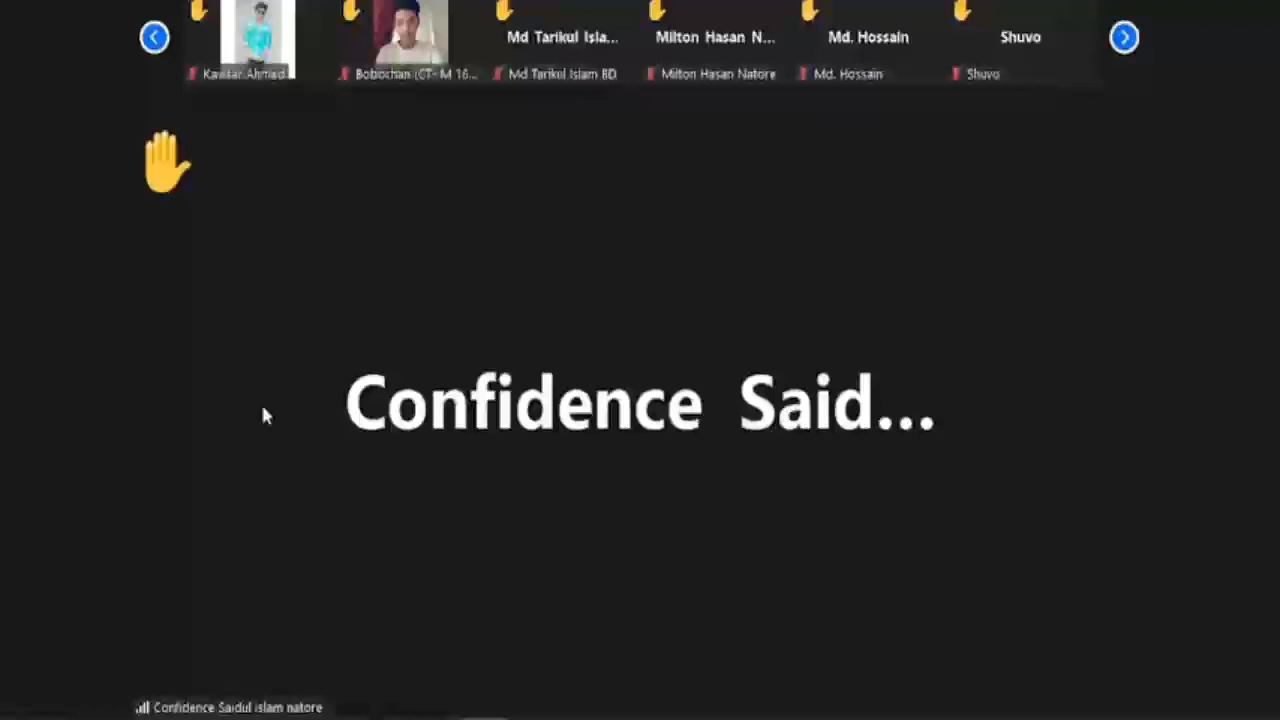 Md Tarikul Isla...
Milton Hasan N...
Md. Hossain
Shuvo
Kawsar Ahmed
Bobochan (CT- M 16...
Md Tarikul Islam BD
Milton Hasan Natore
Md. Hossain
Shuvo
Confidence Said...
Confidence Saidul islam natore